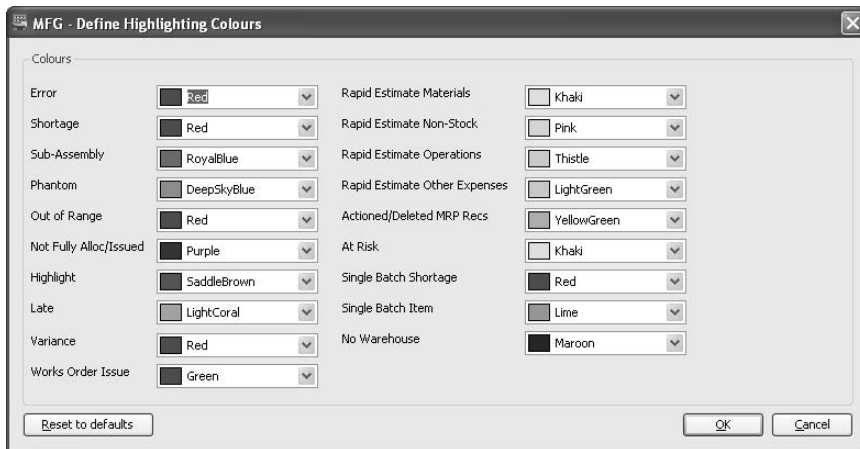 MFG - Define Highlighting Colours
Colours
Error Red
Shortage Red
Sub-Assembly RoyalBlue
Phantom DeepSkyBlue
Out of Range Red
Not Fully Alloc/Issued Purple
Highlight SaddleBrown
Late LightCoral
Variance Red
Works Order Issue Green
Rapid Estimate Materials Khaki
Rapid Estimate Non-Stock Pink
Rapid Estimate Operations Thistle
Rapid Estimate Other Expenses LightGreen
Actioned/Deleted MRP Recs YellowGreen
At Risk Khaki
Single Batch Shortage Red
Single Batch Item Lime
No Warehouse Maroon
Reset to defaults
OK
Cancel